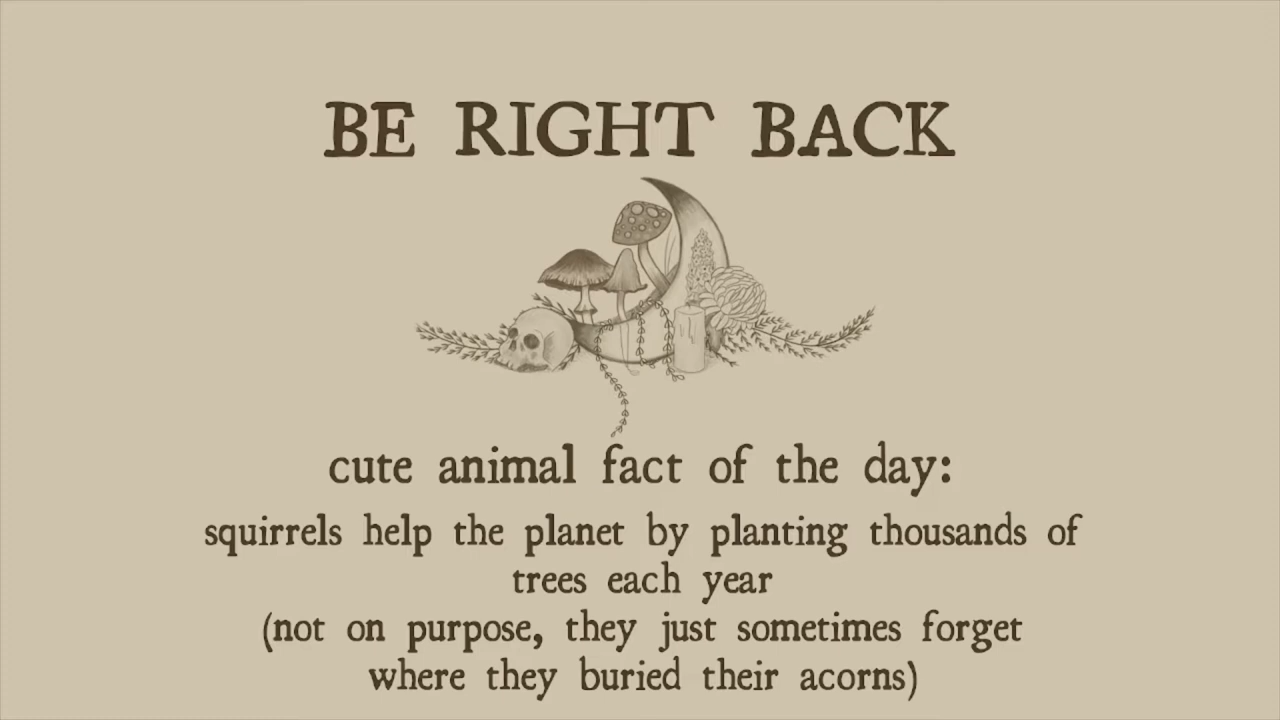 BE RIGHT BACK
cute animal fact of the day:
squirrels help the planet by planting thousands of
trees each year
(not on purpose, they just sometimes forget
where they buried their acorns)